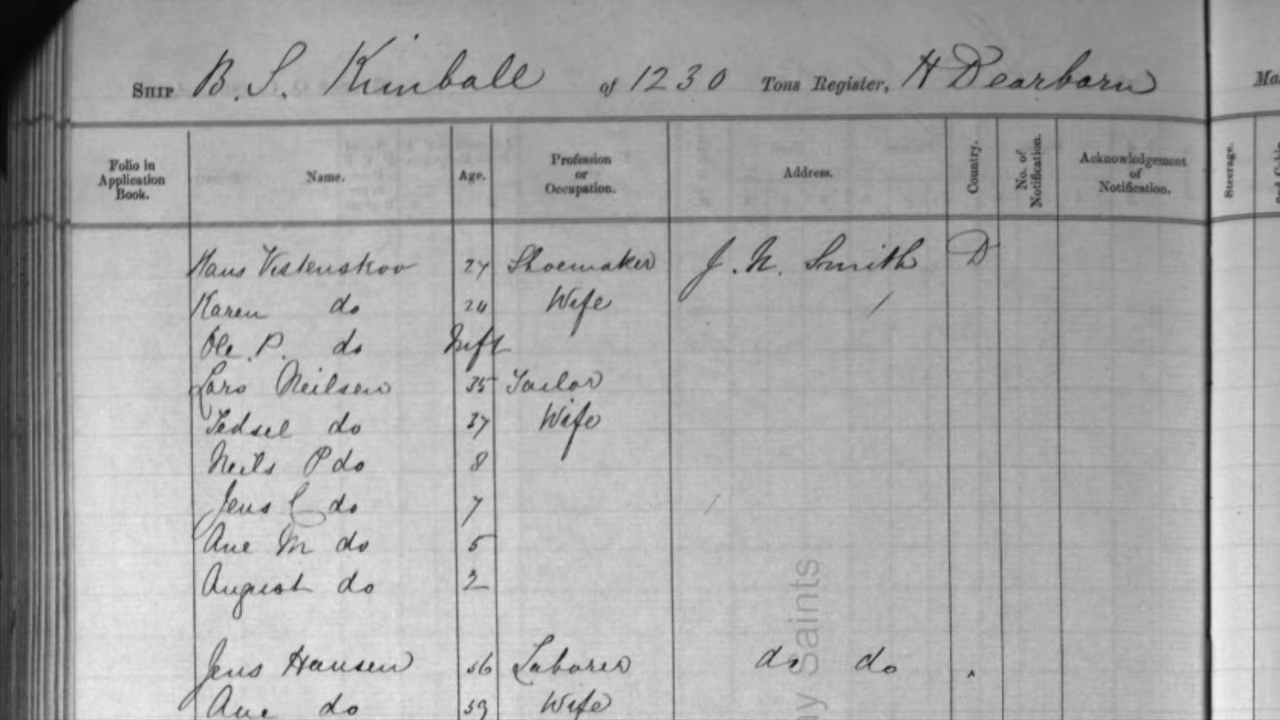 SHIP B. S. Kimball of 1230 Tons Register, H Dearborn
Folio in Application Book. Name. Age. Profession or Occupation. Address. Country. No. of Notification. Acknowledgement of Notification. Steerage.
Hans Vestenskov 27 Shoemaker J. N. Smith D
Karen do 24 Wife
Ole P. do Inft
Lars Neilsen 35 Tailor
do 37 Wife
Neils P do 8
Jens C do 7
Ane M do 5
August do 2
Jens Hansen 56 Laborer do do
Ane do 59 Wife
ay Saints